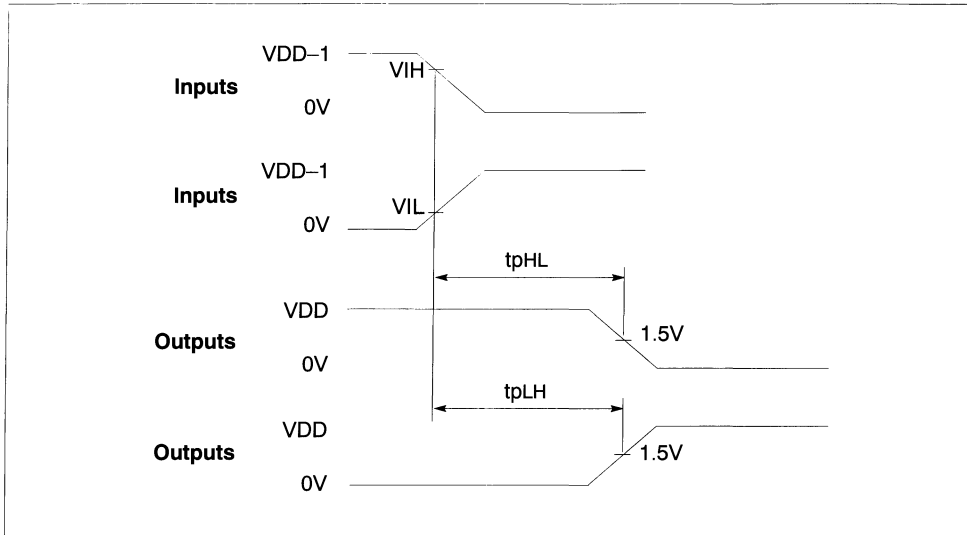 VDD–1
VIH
Inputs
0V
VDD–1
Inputs
VIL
0V
tpHL
VDD
1.5V
Outputs
0V
tpLH
VDD
Outputs
1.5V
0V